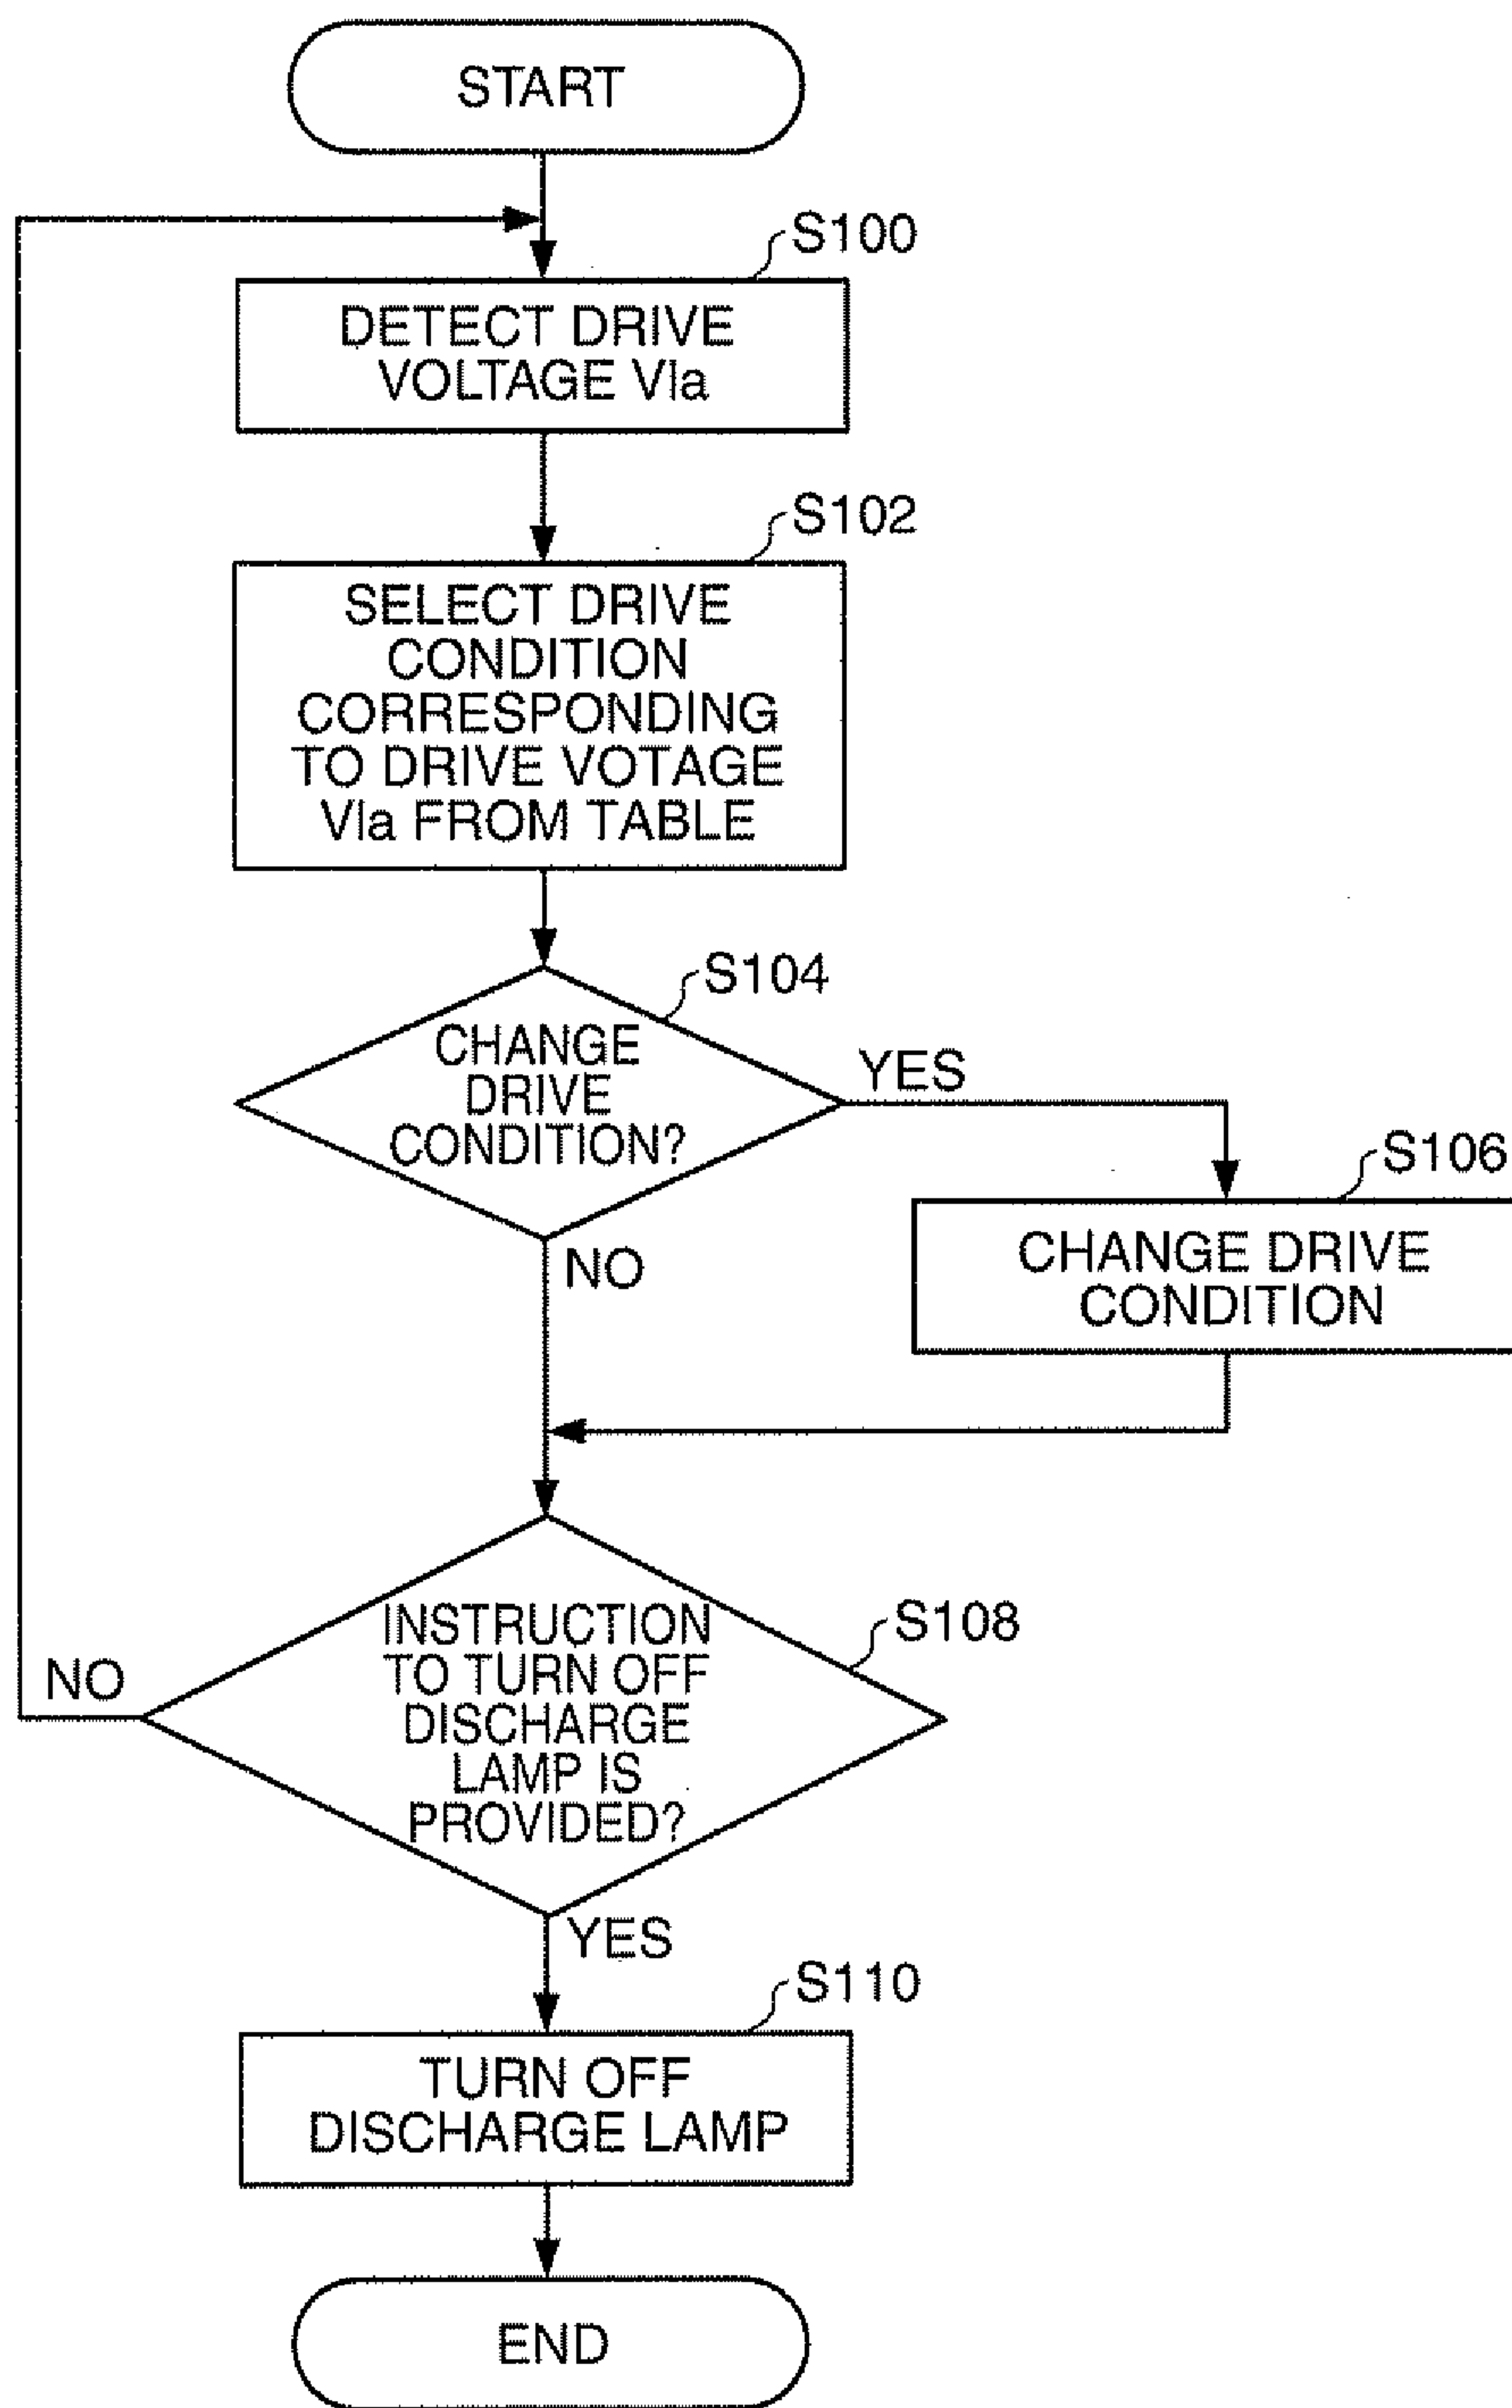 START
S100
DETECT DRIVE
VOLTAGE Vla
S102
SELECT DRIVE
CONDITION
CORRESPONDING
TO DRIVE VOTAGE
Vla FROM TABLE
S104
CHANGE
DRIVE
CONDITION?
YES
S106
CHANGE DRIVE
CONDITION
NO
S108
INSTRUCTION
TO TURN OFF
DISCHARGE
LAMP IS
PROVIDED?
NO
YES
S110
TURN OFF
DISCHARGE LAMP
END